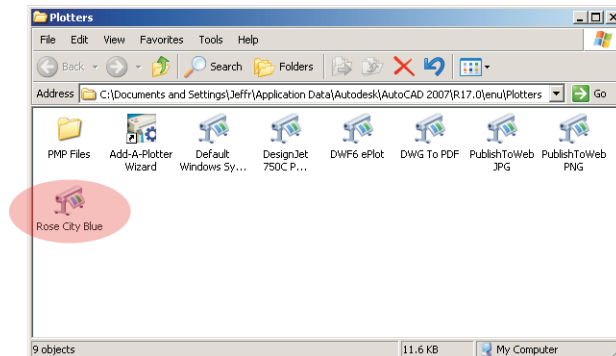 Plotters
File Edit View Favorites Tools Help
Back Search Folders
Address C:\Documents and Settings\Jeffr\Application Data\Autodesk\AutoCAD 2007\R17.0\enu\Plotters Go
PMP Files Add-A-Plotter Default DesignJet DWF6 ePlot DWG To PDF PublishToWeb PublishToWeb
Wizard Windows Sy... 750C P... JPG PNG
Rose City Blue
9 objects 11.6 KB My Computer